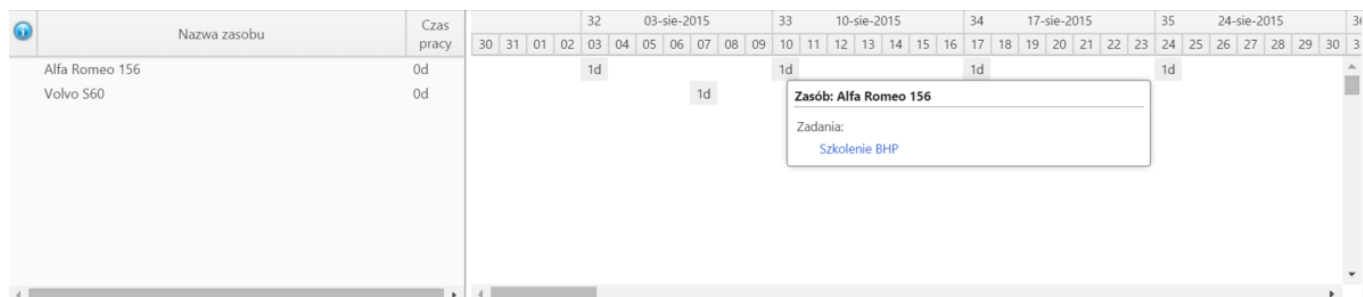 32 03-sie-2015 33 10-sie-2015 34 17-sie-2015 35 24-sie-2015
Nazwa zasobu Czas pracy
30 31 01 02 03 04 05 06 07 08 09 10 11 12 13 14 15 16 17 18 19 20 21 22 23 24 25 26 27 28 29 30
Alfa Romeo 156 0d 1d 1d 1d 1d
Volvo S60 0d 1d
Zasób: Alfa Romeo 156
Zadania:
Szkolenie BHP